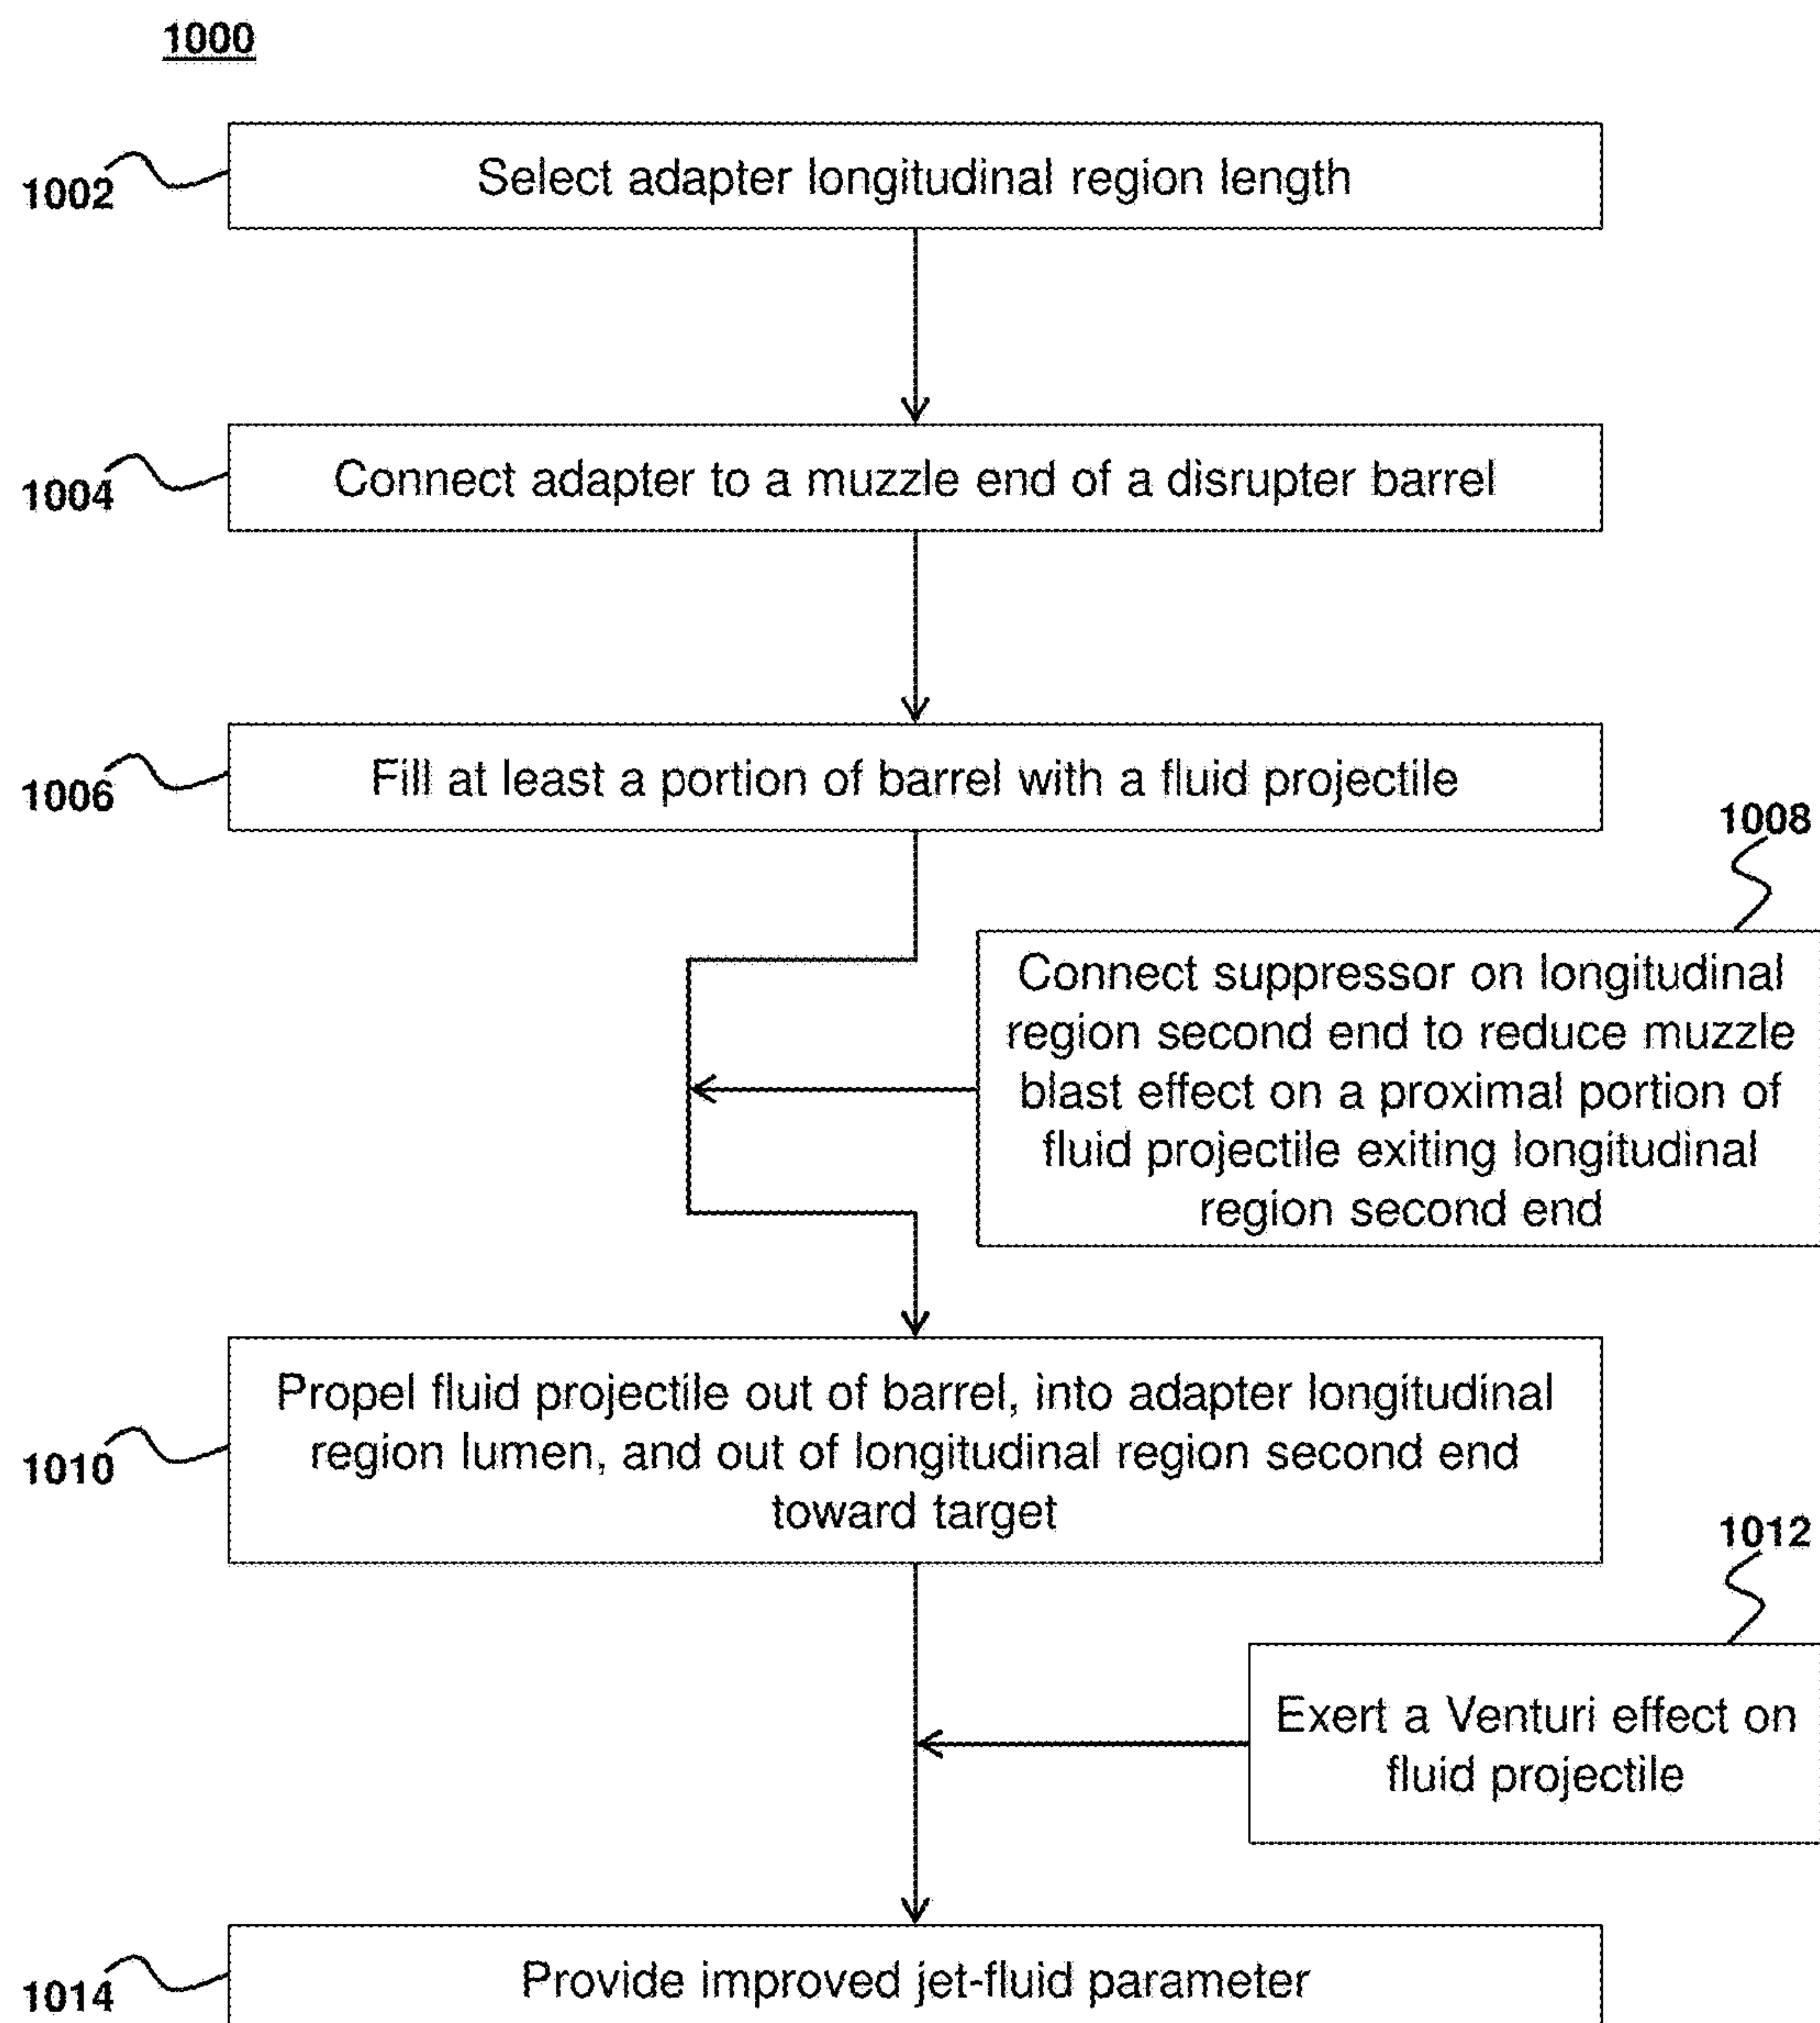 1000
1002
Select adapter longitudinal region length
1004
Connect adapter to a muzzle end of a disrupter barrel
1006
Fill at least a portion of barrel with a fluid projectile
1008
Connect suppressor on longitudinal
region second end to reduce muzzle
blast effect on a proximal portion of
fluid projectile exiting longitudinal
region second end
1010
Propel fluid projectile out of barrel, into adapter longitudinal
region lumen, and out of longitudinal region second end
toward target
1012
Exert a Venturi effect on
fluid projectile
1014
Provide improved jet-fluid parameter